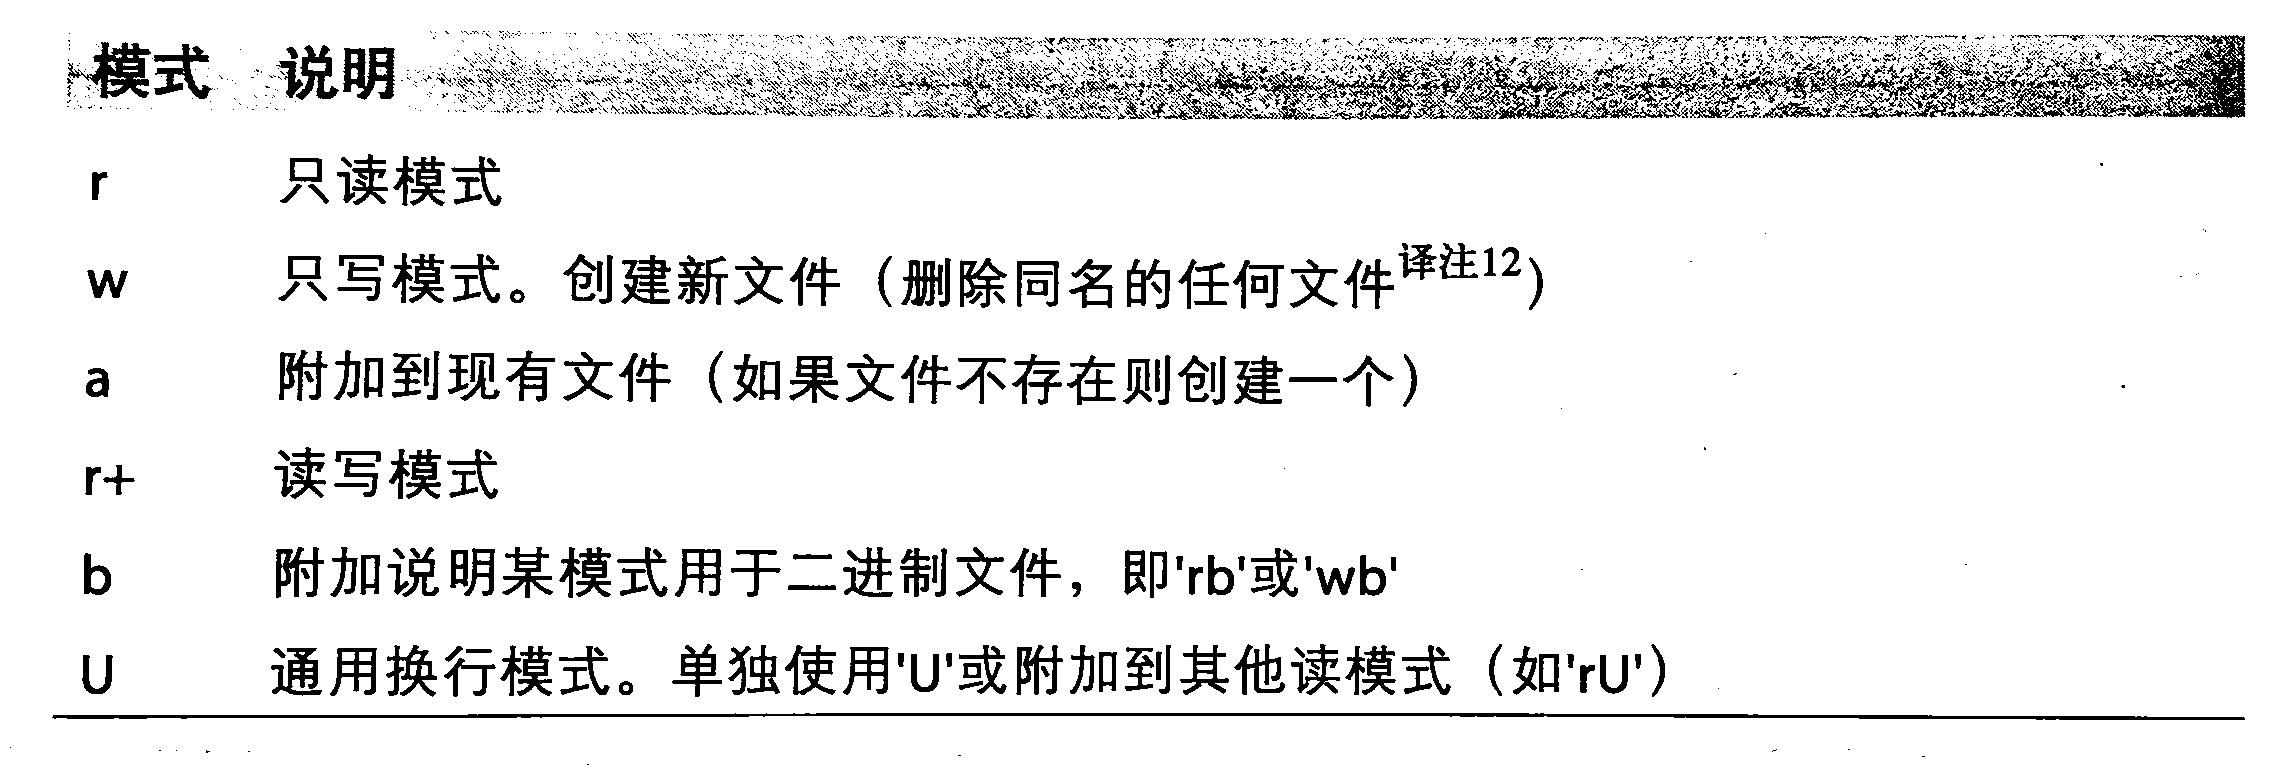 模式 说明
r 只读模式
w 只写模式。创建新文件（删除同名的任何文件译注12）
a 附加到现有文件（如果文件不存在则创建一个）
r+ 读写模式
b 附加说明某模式用于二进制文件，即'rb'或'wb'
U 通用换行模式。单独使用'U'或附加到其他读模式（如'rU'）